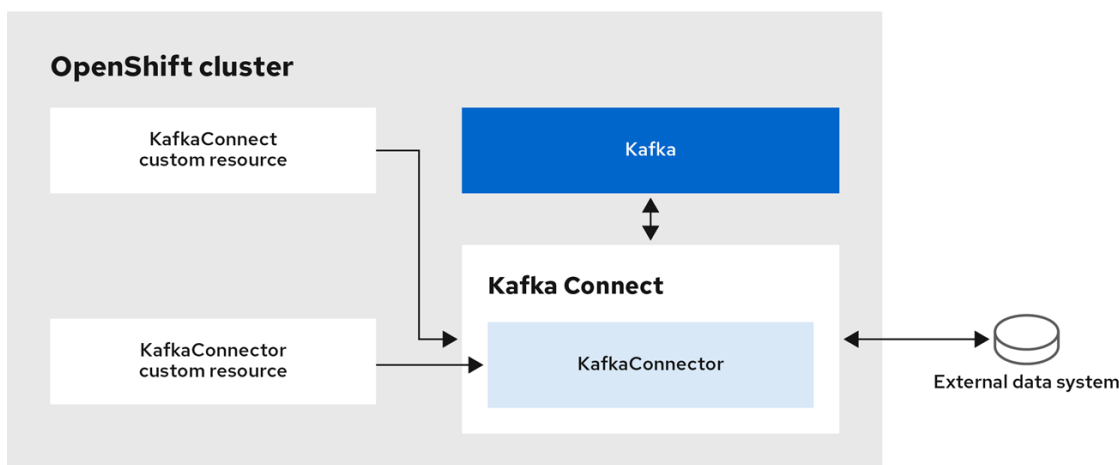 OpenShift cluster
KafkaConnect
custom resource
Kafka
Kafka Connect
KafkaConnector
custom resource
KafkaConnector
External data system